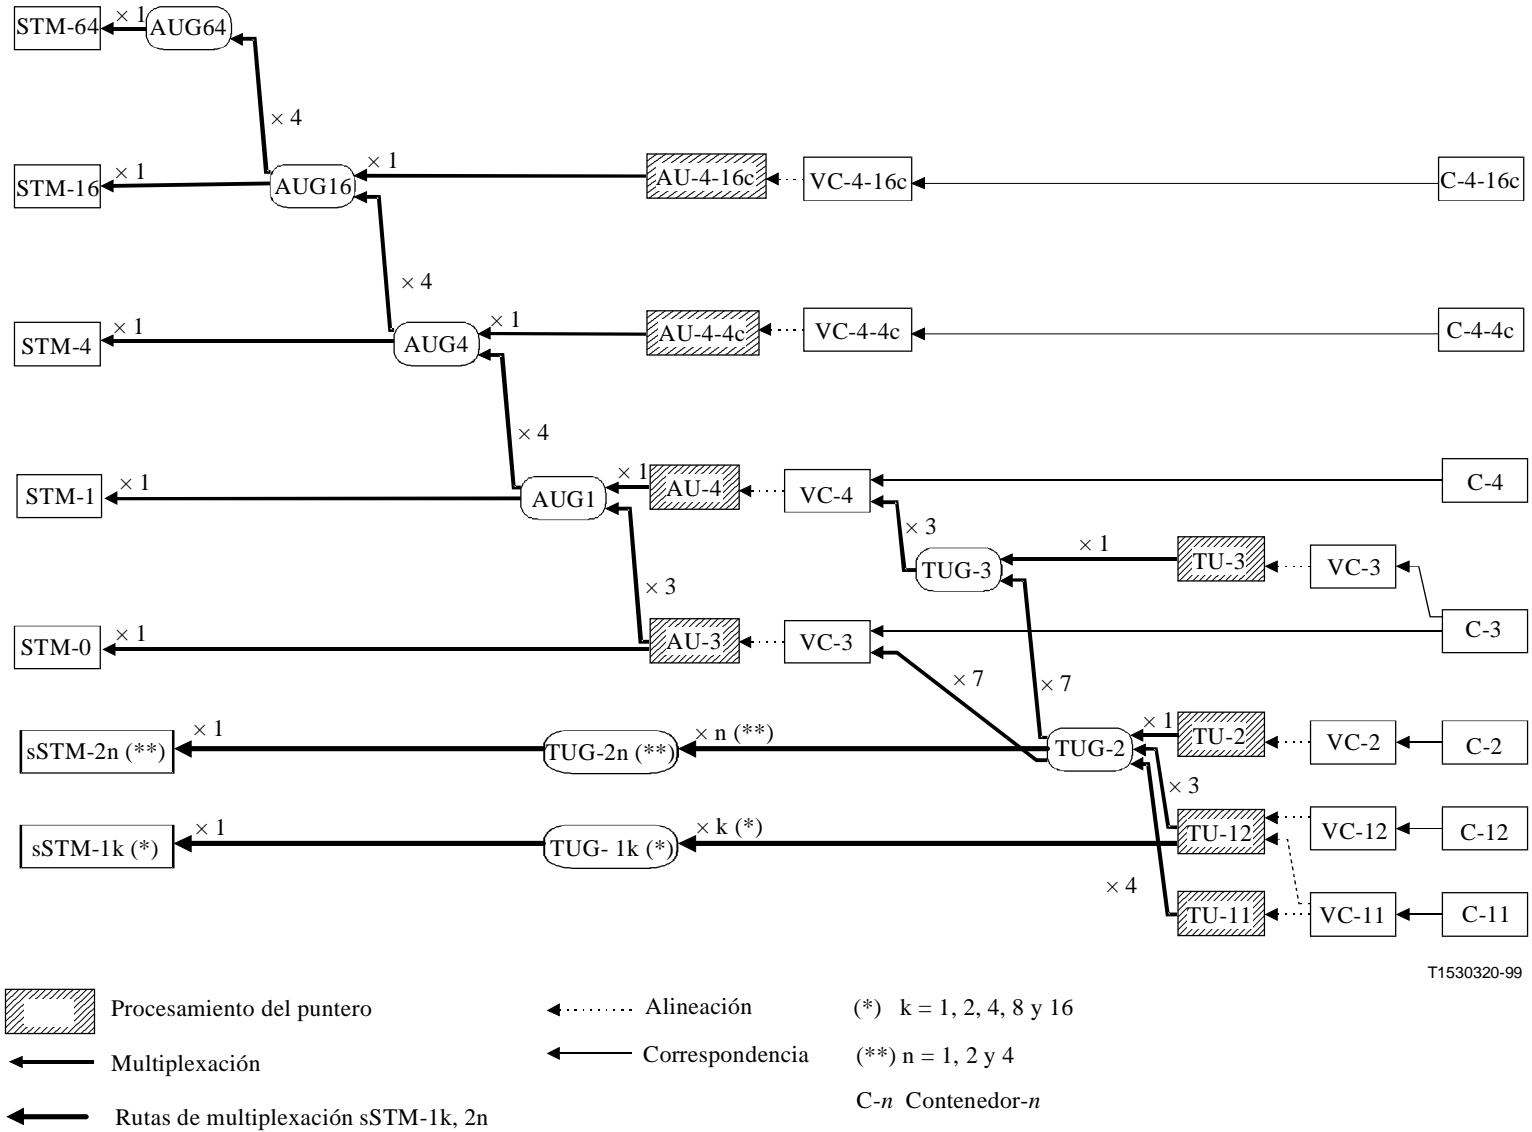 STM-64
× 1
AUG64
× 4
STM-16
× 1
AUG16
× 1
AU-4-16c
VC-4-16c
C-4-16c
× 4
STM-4
× 1
AUG4
× 1
AU-4-4c
VC-4-4c
C-4-4c
× 4
STM-1
× 1
AUG1
× 1
AU-4
VC-4
C-4
× 3
TUG-3
× 1
TU-3
VC-3
× 3
STM-0
× 1
AU-3
VC-3
C-3
× 7
× 7
sSTM-2n (**)
× 1
TUG-2n (**)
× n (**)
TUG-2
× 1
TU-2
VC-2
C-2
× 3
sSTM-1k (*)
× 1
TUG- 1k (*)
× k (*)
TU-12
VC-12
C-12
× 4
TU-11
VC-11
C-11
T1530320-99
Procesamiento del puntero
Multiplexación
Rutas de multiplexación sSTM-1k, 2n
Alineación
Correspondencia
(*) k = 1, 2, 4, 8 y 16
(**) n = 1, 2 y 4
C-n Contenedor-n